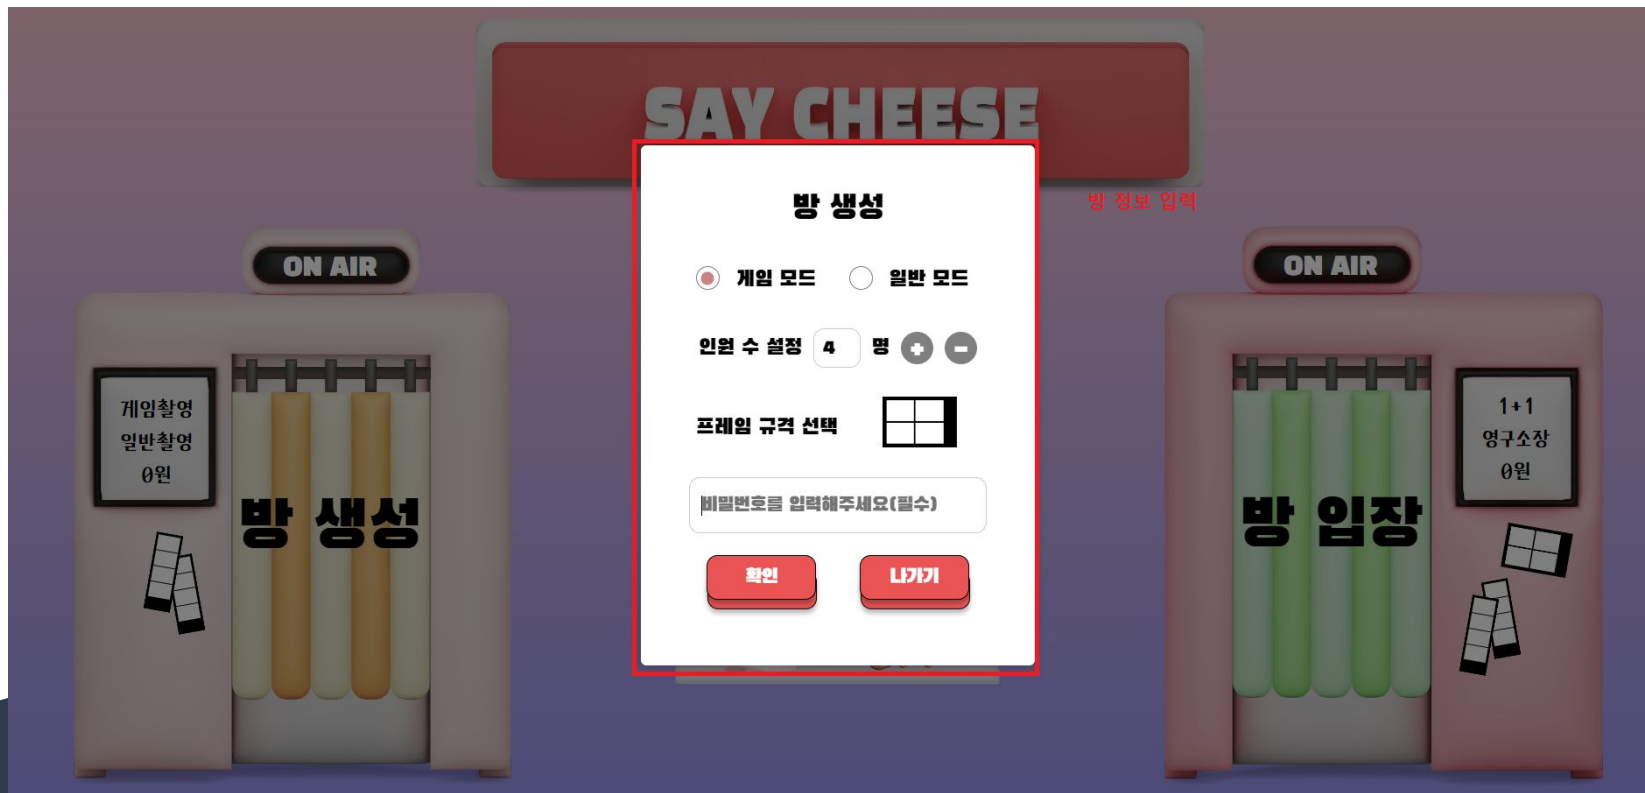 SAY CHEESE
방 정보 입력
방 생성
게임 모드 일반 모드
인원 수 설정 4 명 + -
프레임 규격 선택
비밀번호를 입력해주세요(필수)
확인 나가기
ON AIR
게임촬영
일반촬영
0원
방 생성
ON AIR
1+1
영구소장
0원
방 입장